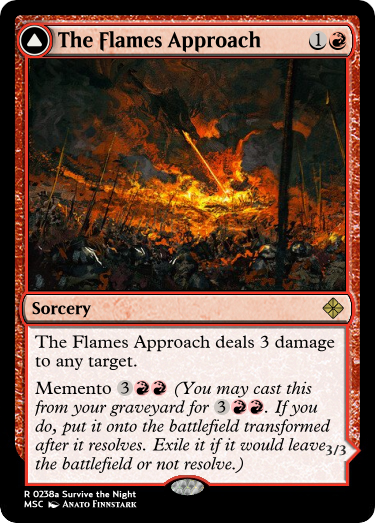 The Flames Approach 1
Sorcery
The Flames Approach deals 3 damage
to any target.
Memento 3 (You may cast this
from your graveyard for 3. If you
do, put it onto the battlefield transformed
after it resolves. Exile it if it would leave
the battlefield or not resolve.)
3/3
R 0238a Survive the Night
MSC Anato Finnstark